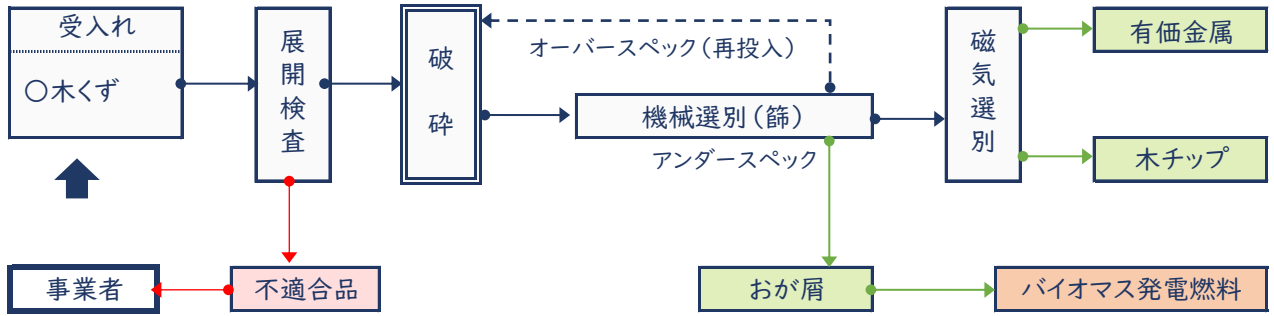 受入れ
〇木くず
展開検査
破砕
オーバースペック（再投入）
機械選別（篩）
アンダースペック
磁気選別
有価金属
木チップ
事業者
不適合品
おが屑
バイオマス発電燃料